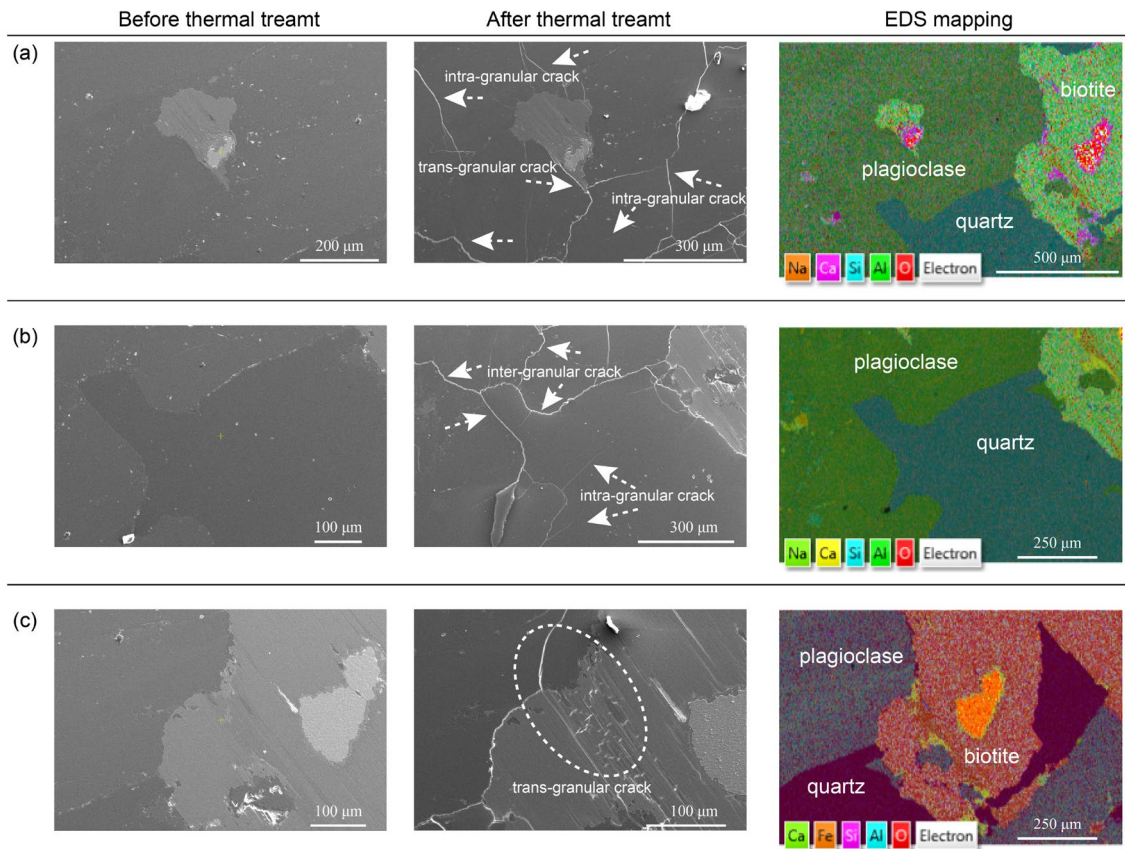 Before thermal treamt
After thermal treamt
EDS mapping
(a)
200 μm
intra-granular crack
trans-granular crack
intra-granular crack
300 μm
biotite
plagioclase
quartz
Na Ca Si Al O Electron
500 μm
(b)
100 μm
inter-granular crack
intra-granular crack
300 μm
plagioclase
quartz
Na Ca Si Al O Electron
250 μm
(c)
100 μm
trans-granular crack
100 μm
plagioclase
biotite
quartz
Ca Fe Si Al O Electron
250 μm